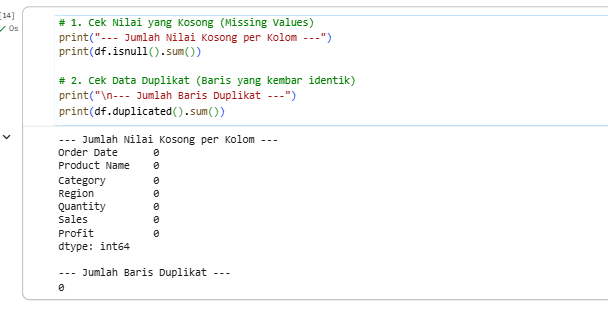 [14]
0s
# 1. Cek Nilai yang Kosong (Missing Values)
print("--- Jumlah Nilai Kosong per Kolom ---")
print(df.isnull().sum())
# 2. Cek Data Duplikat (Baris yang kembar identik)
print("\n--- Jumlah Baris Duplikat ---")
print(df.duplicated().sum())
--- Jumlah Nilai Kosong per Kolom ---
Order Date 0
Product Name 0
Category 0
Region 0
Quantity 0
Sales 0
Profit 0
dtype: int64
--- Jumlah Baris Duplikat ---
0